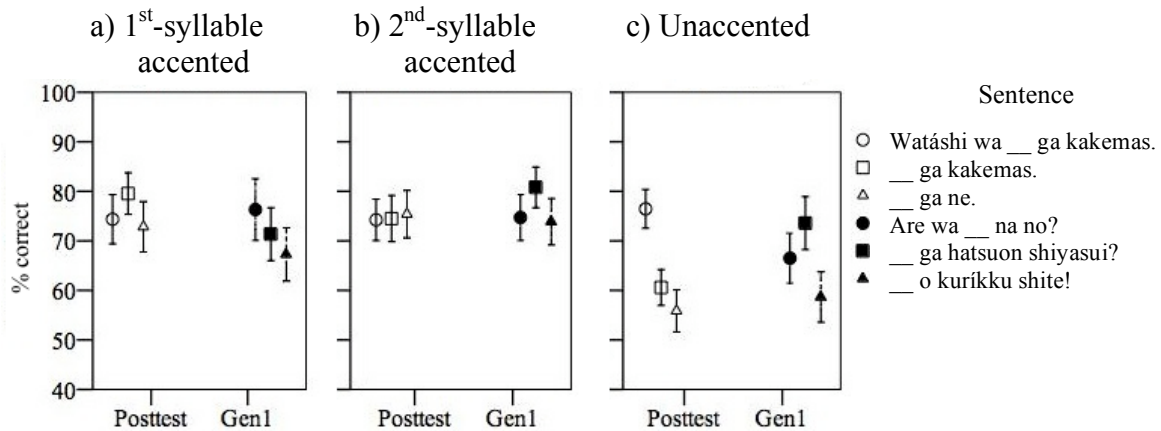 a) 1st-syllable accented
b) 2nd-syllable accented
c) Unaccented
% correct
100
90
80
70
60
50
40
Posttest Gen1
Posttest Gen1
Posttest Gen1
Sentence
Watáshi wa __ ga kakemas.
__ ga kakemas.
__ ga ne.
Are wa __ na no?
__ ga hatsuon shiyasui?
__ o kuríkku shite!